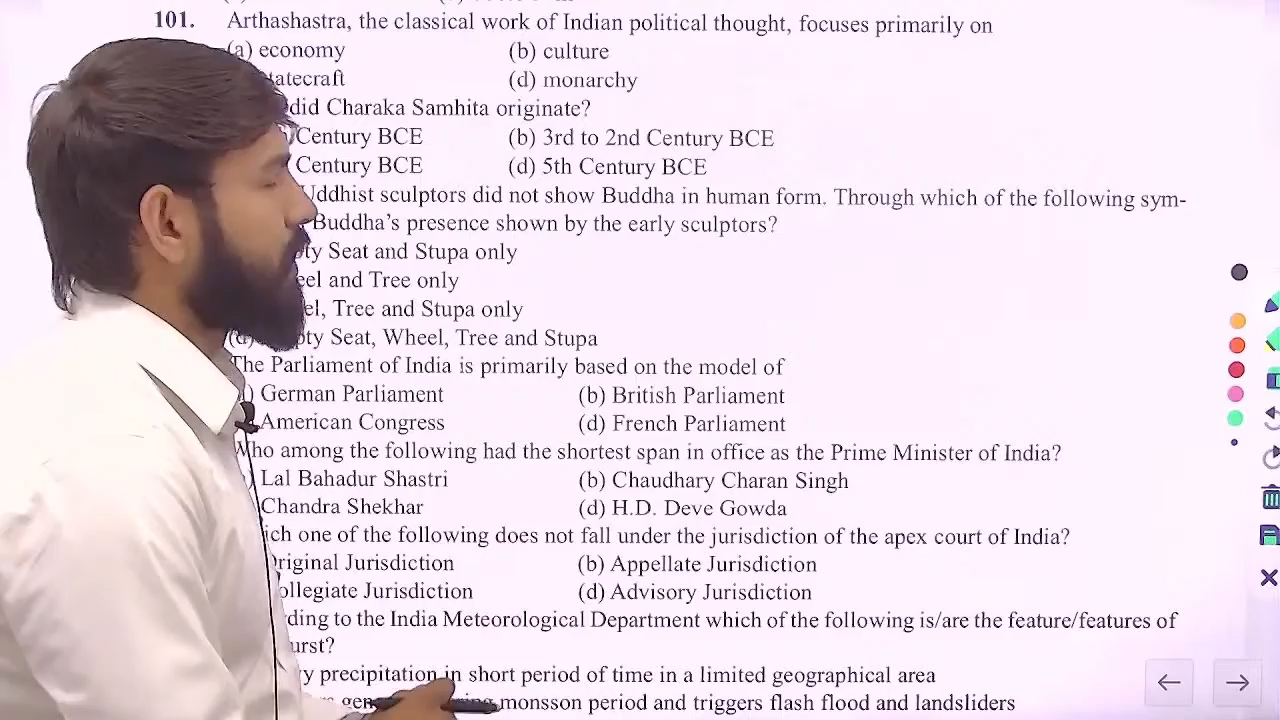 101. Arthashastra, the classical work of Indian political thought, focuses primarily on
(a) economy (b) culture
tatecraft (d) monarchy
did Charaka Samhita originate?
Century BCE (b) 3rd to 2nd Century BCE
Century BCE (d) 5th Century BCE
Uddhist sculptors did not show Buddha in human form. Through which of the following sym-
Buddha's presence shown by the early sculptors?
ty Seat and Stupa only
eel and Tree only
el, Tree and Stupa only
(d) pty Seat, Wheel, Tree and Stupa
The Parliament of India is primarily based on the model of
) German Parliament (b) British Parliament
American Congress (d) French Parliament
Who among the following had the shortest span in office as the Prime Minister of India?
) Lal Bahadur Shastri (b) Chaudhary Charan Singh
Chandra Shekhar (d) H.D. Deve Gowda
ich one of the following does not fall under the jurisdiction of the apex court of India?
Original Jurisdiction (b) Appellate Jurisdiction
ollegiate Jurisdiction (d) Advisory Jurisdiction
ding to the India Meteorological Department which of the following is/are the feature/features of
urst?
y precipitation in short period of time in a limited geographical area
gen monsson period and triggers flash flood and landsliders